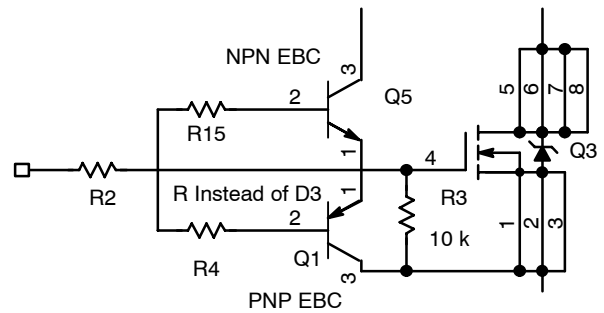 NPN EBC
3
2
Q5
R15
1
5
6
7
8
4
Q3
R2
R Instead of D3
1
R3
2
10 k
1
2
3
R4
Q1
3
PNP EBC